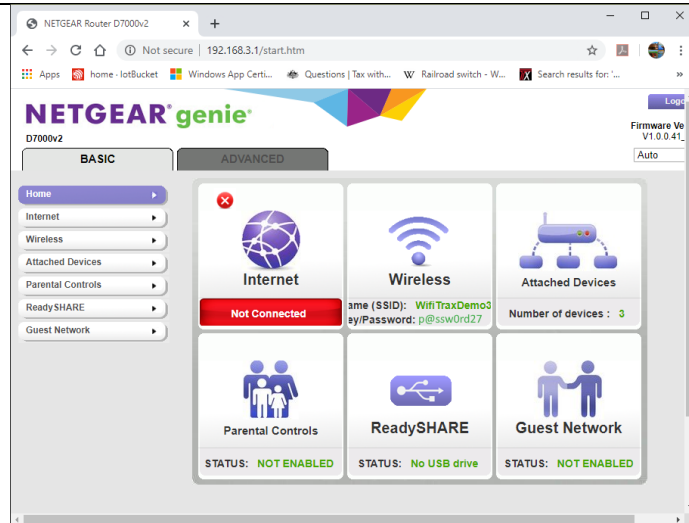 NETGEAR Router D7000v2
Not secure | 192.168.3.1/start.htm
Apps home - IotBucket Windows App Certi... Questions | Tax with... Railroad switch - W... Search results for: '... »
NETGEAR® genie®
Logo
D7000v2
Firmware Ve
V1.0.0.41_
BASIC ADVANCED
Auto
Home
Internet
Wireless
Attached Devices
Parental Controls
ReadySHARE
Guest Network
Internet
Not Connected
Wireless
ame (SSID): WifiTraxDemo3
ey/Password: p@ssw0rd27
Attached Devices
Number of devices : 3
Parental Controls
STATUS: NOT ENABLED
ReadySHARE
STATUS: No USB drive
Guest Network
STATUS: NOT ENABLED